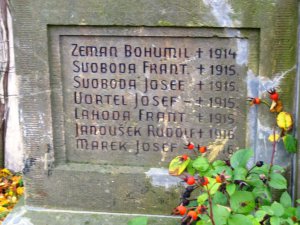 ZEMAN BOHUMIL † 1914
SVOBODA FRANT. † 1915
SVOBODA JOSEF † 1915
VORTEL JOSEF – † 1915
LAHODA FRANT. † 1915
JANOUŠEK RUDOLF † 1916
MAREK JOSEF – †